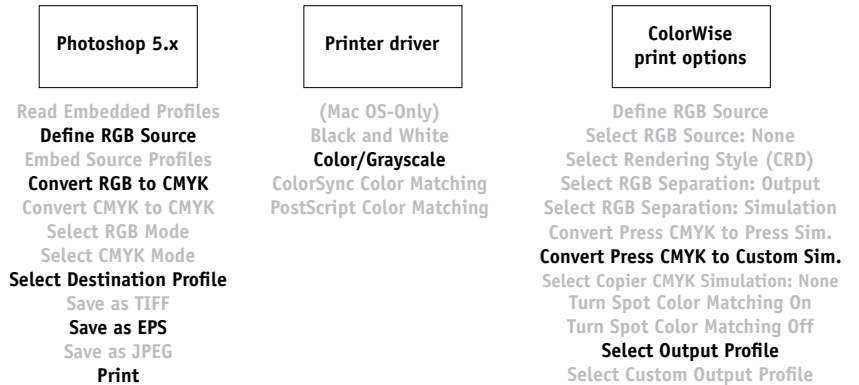 Photoshop 5.x
Read Embedded Profiles
Define RGB Source
Embed Source Profiles
Convert RGB to CMYK
Convert CMYK to CMYK
Select RGB Mode
Select CMYK Mode
Select Destination Profile
Save as TIFF
Save as EPS
Save as JPEG
Print
Printer driver
(Mac OS-Only)
Black and White
Color/Grayscale
ColorSync Color Matching
PostScript Color Matching
ColorWise
print options
Define RGB Source
Select RGB Source: None
Select Rendering Style (CRD)
Select RGB Separation: Output
Select RGB Separation: Simulation
Convert Press CMYK to Press Sim.
Convert Press CMYK to Custom Sim.
Select Copier CMYK Simulation: None
Turn Spot Color Matching On
Turn Spot Color Matching Off
Select Output Profile
Select Custom Output Profile